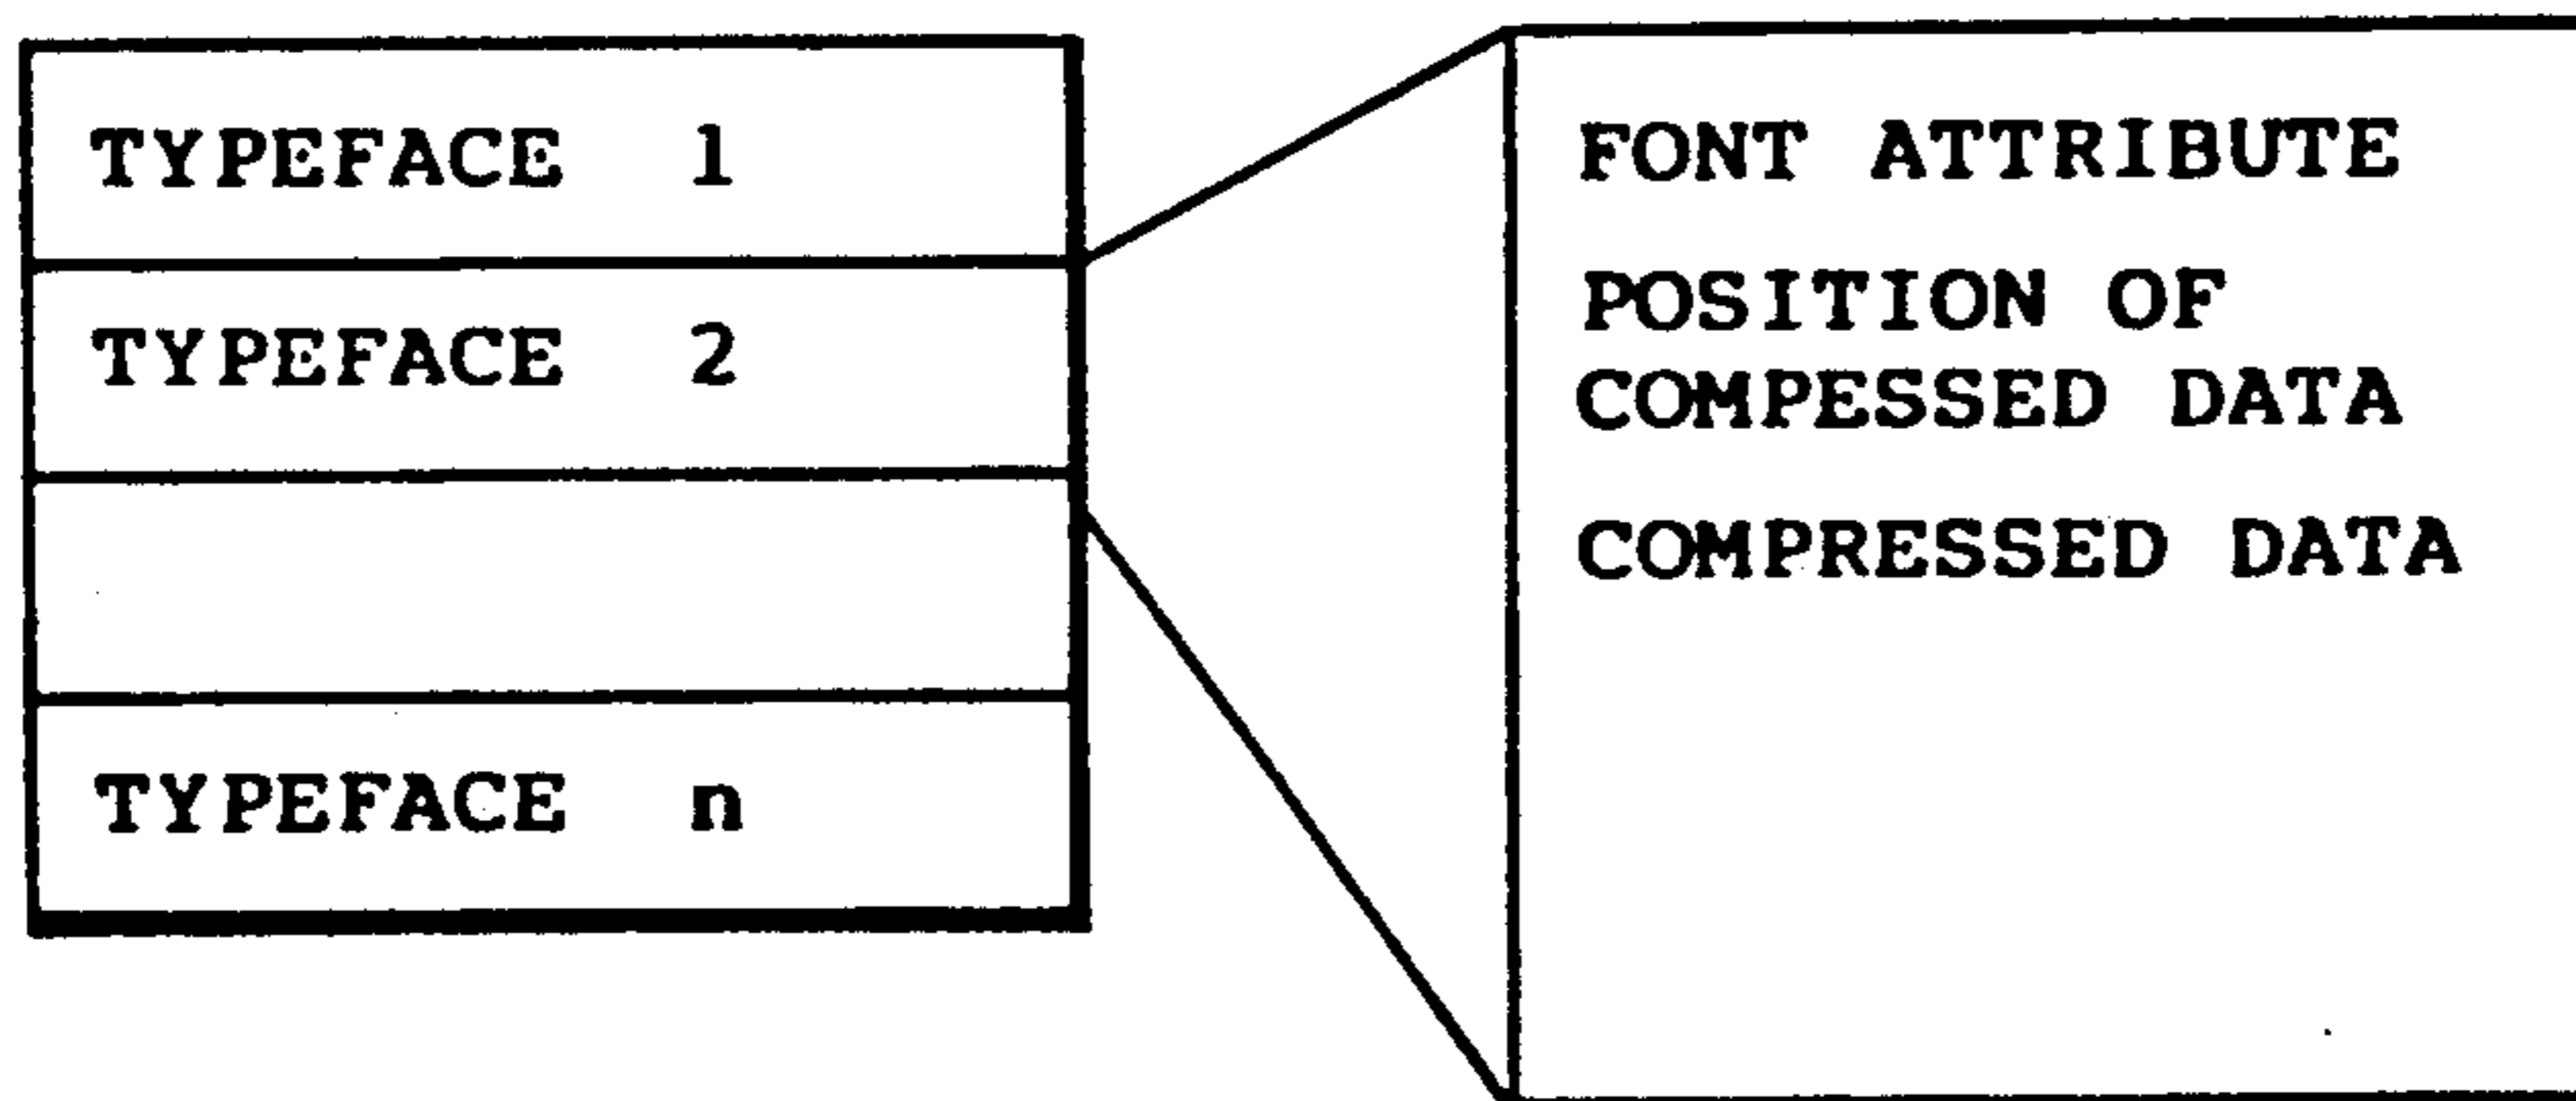 TYPEFACE 1
TYPEFACE 2
TYPEFACE n
FONT ATTRIBUTE
POSITION OF
COMPESSED DATA
COMPRESSED DATA